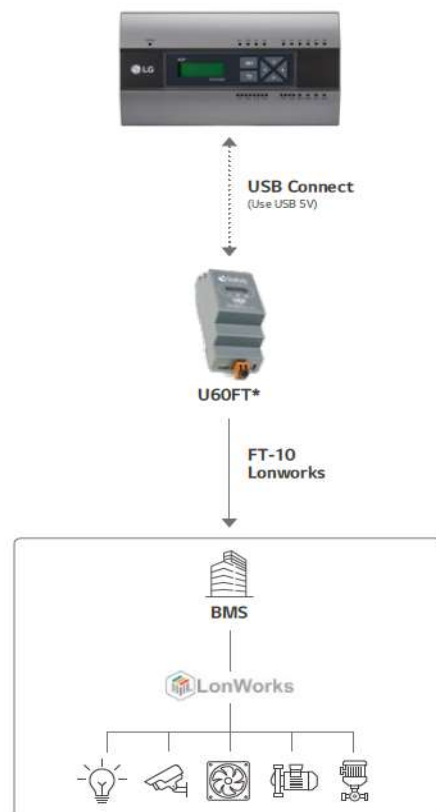 LG
USB Connect
(Use USB 5V)
U60FT*
FT-10
Lonworks
BMS
LonWorks